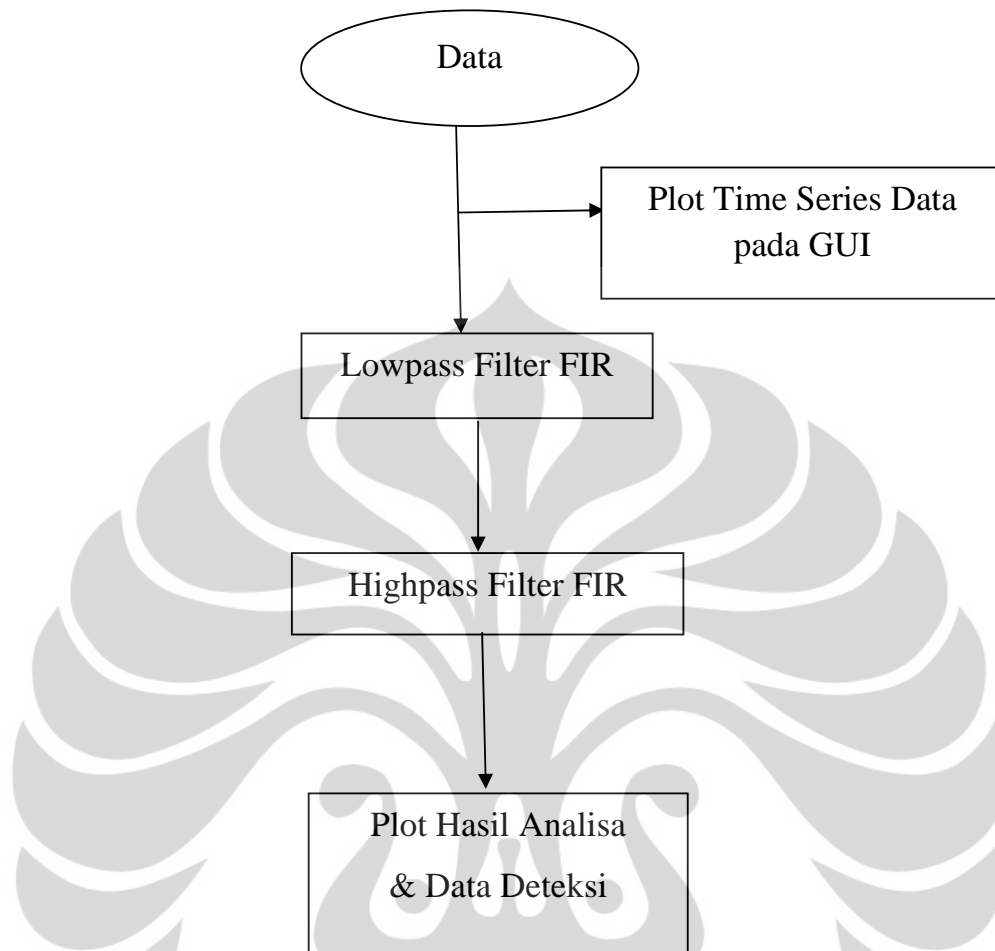 Data
Plot Time Series Data
pada GUI
Lowpass Filter FIR
Highpass Filter FIR
Plot Hasil Analisa
& Data Deteksi